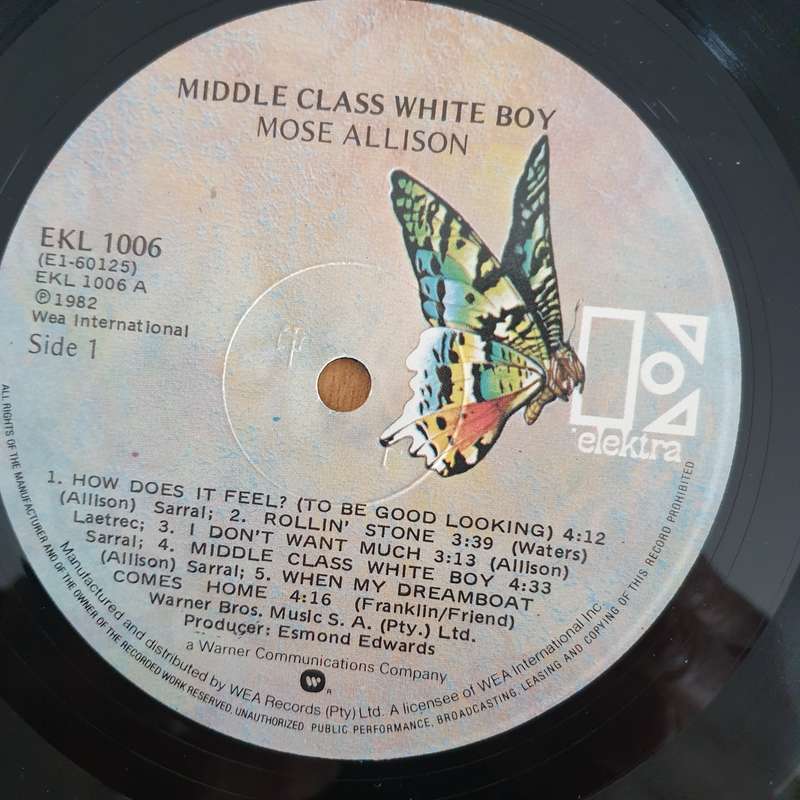 MIDDLE CLASS WHITE BOY
MOSE ALLISON
EKL 1006
(E1-60125)
EKL 1006 A
℗1982
Wea International
Side 1
elektra
1. HOW DOES IT FEEL? (TO BE GOOD LOOKING) 4:12
(Allison) Sarral; 2. ROLLIN' STONE 3:39 (Waters)
Laetrec; 3. I DON'T WANT MUCH 3:13 (Allison)
Sarral; 4. MIDDLE CLASS WHITE BOY 4:33
(Allison) Sarral; 5. WHEN MY DREAMBOAT
COMES HOME 4:16 (Franklin/Friend)
Warner Bros. Music S. A. (Pty.) Ltd.
Producer: Esmond Edwards
a Warner Communications Company
Manufactured and distributed by WEA Records (Pty) Ltd. A licensee of WEA International Inc.
ALL RIGHTS OF THE MANUFACTURER AND OF THE OWNER OF THE RECORDED WORK RESERVED. UNAUTHORIZED PUBLIC PERFORMANCE, BROADCASTING, LEASING AND COPYING OF THIS RECORD PROHIBITED